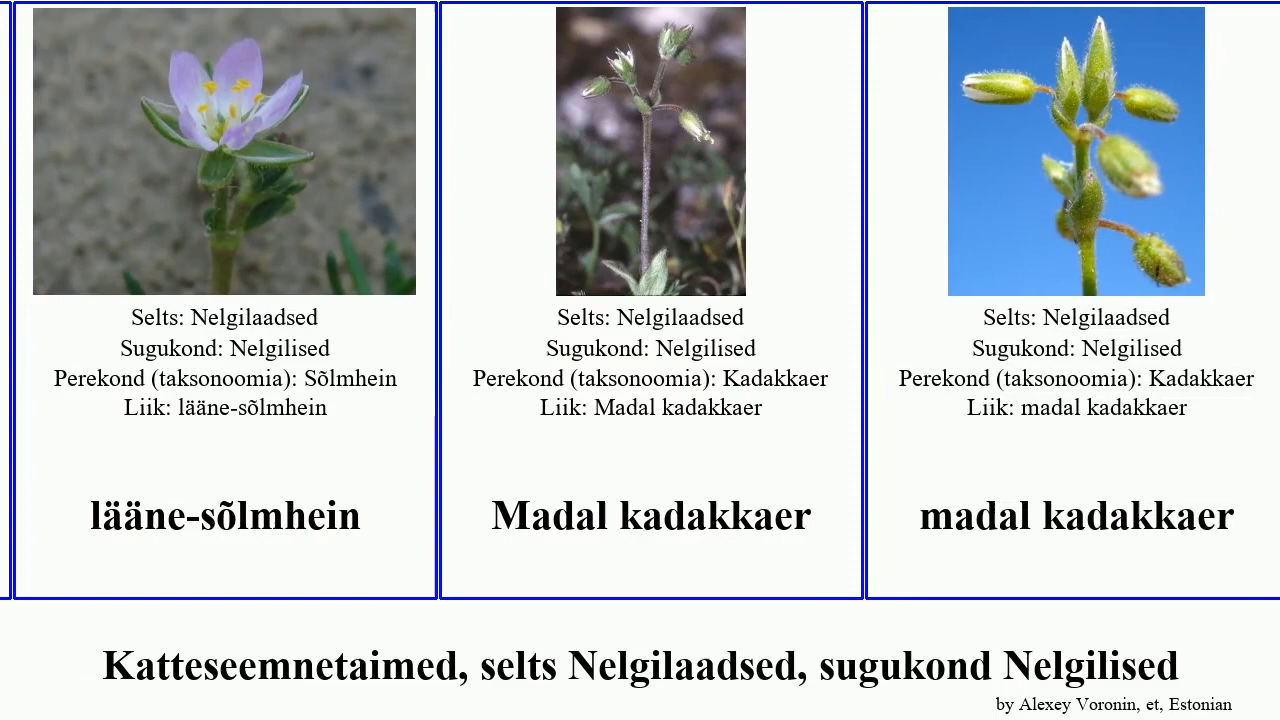 Selts: Nelgilaadsed
Sugukond: Nelgilised
Perekond (taksonoomia): Sõlmhein
Liik: lääne-sõlmhein
lääne-sõlmhein
Selts: Nelgilaadsed
Sugukond: Nelgilised
Perekond (taksonoomia): Kadakkaer
Liik: Madal kadakkaer
Madal kadakkaer
Selts: Nelgilaadsed
Sugukond: Nelgilised
Perekond (taksonoomia): Kadakkaer
Liik: madal kadakkaer
madal kadakkaer
Katteseemnetaimed, selts Nelgilaadsed, sugukond Nelgilised
by Alexey Voronin, et, Estonian